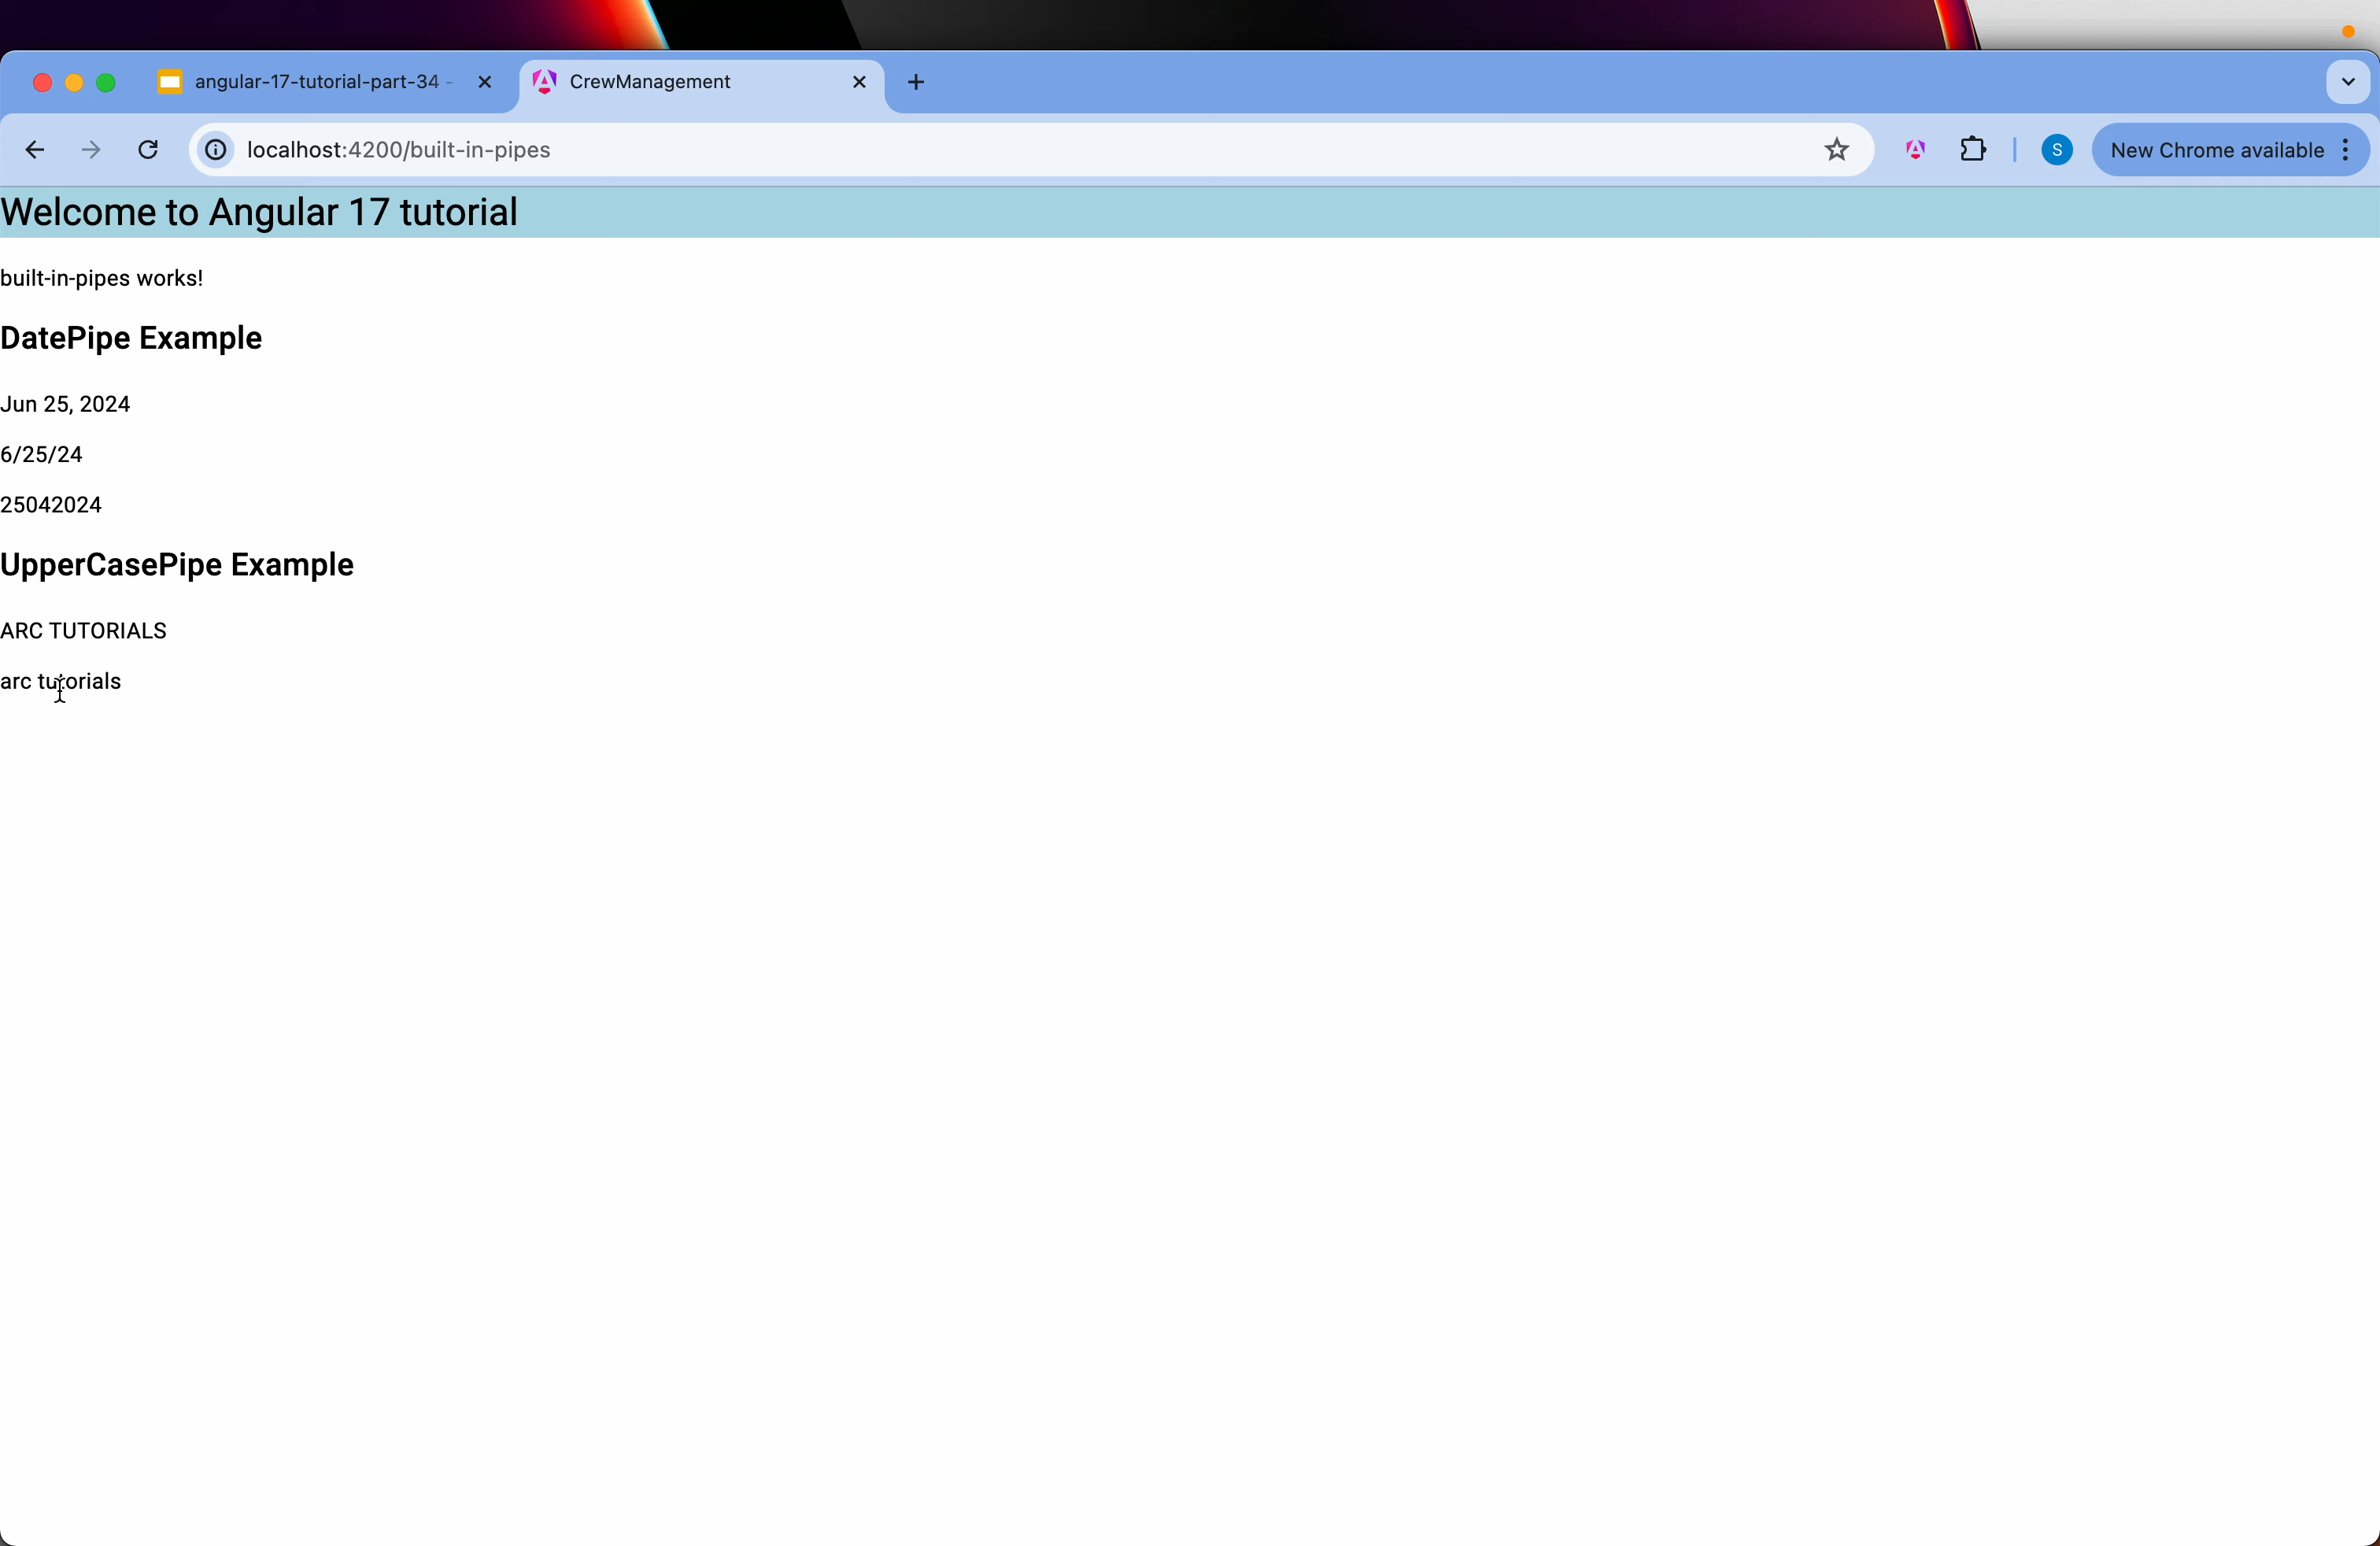 angular-17-tutorial-part-34 -
CrewManagement
localhost:4200/built-in-pipes
S
New Chrome available
Welcome to Angular 17 tutorial
built-in-pipes works!
DatePipe Example
Jun 25, 2024
6/25/24
25042024
UpperCasePipe Example
ARC TUTORIALS
arc tutorials